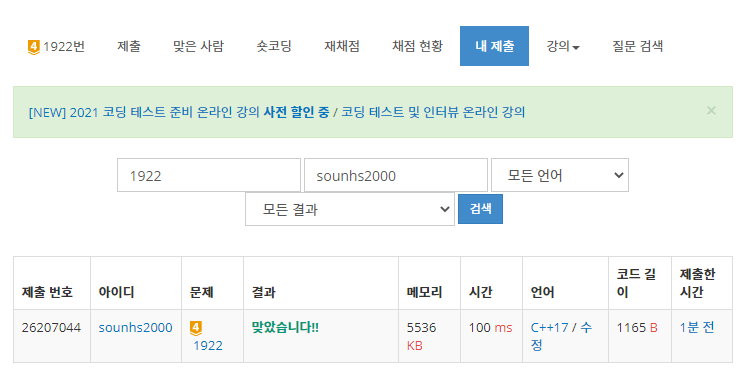 4 1922번 제출 맞은 사람 숏코딩 재채점 채점 현황 내 제출 강의 질문 검색
[NEW] 2021 코딩 테스트 준비 온라인 강의 사전 할인 중 / 코딩 테스트 및 인터뷰 온라인 강의 ×
1922 sounhs2000 모든 언어
모든 결과 검색
제출 번호 아이디 문제 결과 메모리 시간 언어 코드 길이 제출한 시간
26207044 sounhs2000 4 1922 맞았습니다!! 5536 KB 100 ms C++17 / 수정 1165 B 1분 전